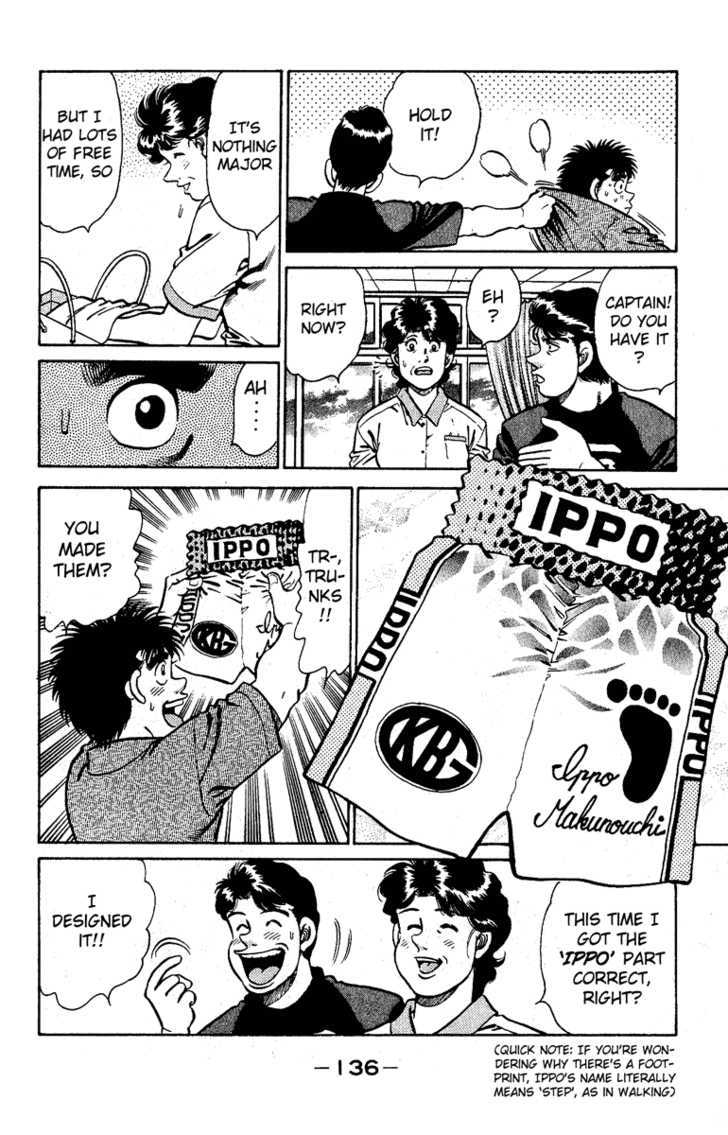 HOLD
IT!
CAPTAIN!
DO YOU
HAVE IT
?
EH
?
RIGHT
NOW?
IT'S
NOTHING
MAJOR
BUT I
HAD LOTS
OF FREE
TIME, SO
AH
....
IPPO
IPPO
IPPO
KBG
Ippo
Makunouchi
TR-,
TRU-
NKS
!!
IPPO
IPPO
KBG
YOU
MADE
THEM?
THIS TIME I
GOT THE
'IPPO' PART
CORRECT,
RIGHT?
I
DESIGNED
IT!!
(QUICK NOTE: IF YOU'RE WON-
DERING WHY THERE'S A FOOT-
PRINT, IPPO'S NAME LITERALLY
MEANS 'STEP', AS IN WALKING)
—136—